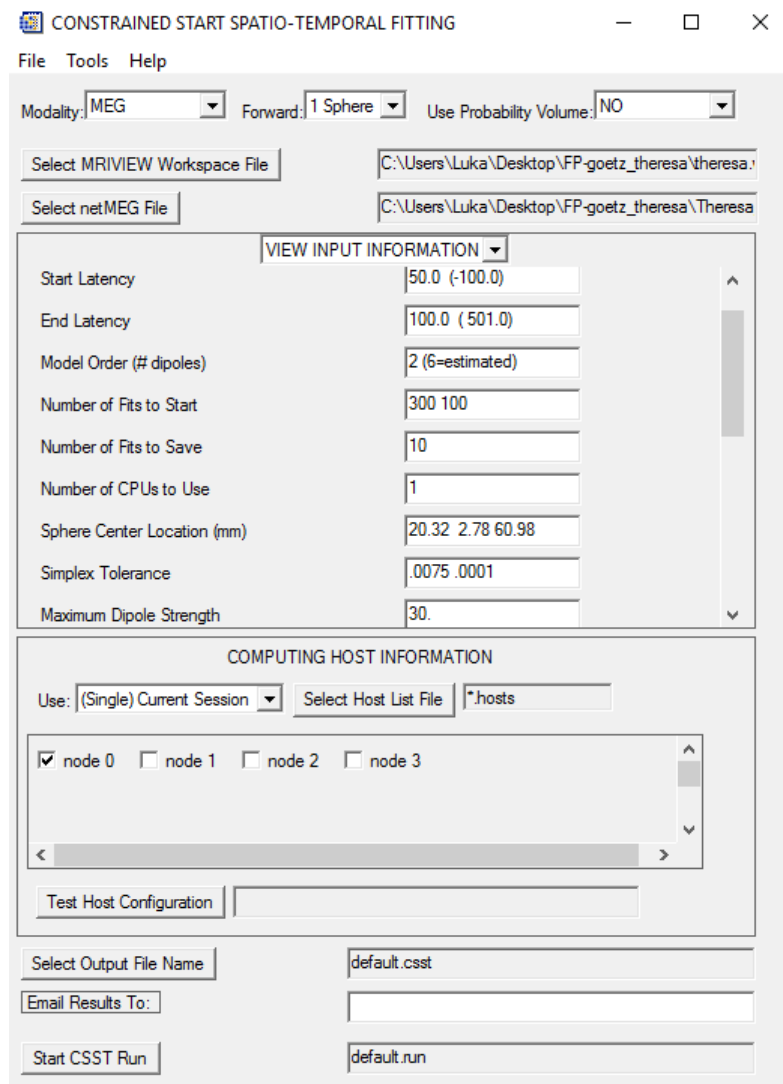 CONSTRAINED START SPATIO-TEMPORAL FITTING
File Tools Help
Modality: MEG Forward: 1 Sphere Use Probability Volume: NO
Select MRIVIEW Workspace File C:\Users\Luka\Desktop\FP-goetz_theresa\theresa.
Select netMEG File C:\Users\Luka\Desktop\FP-goetz_theresa\Theresa
VIEW INPUT INFORMATION
Start Latency 50.0 (-100.0)
End Latency 100.0 ( 501.0)
Model Order (# dipoles) 2 (6=estimated)
Number of Fits to Start 300 100
Number of Fits to Save 10
Number of CPUs to Use 1
Sphere Center Location (mm) 20.32 2.78 60.98
Simplex Tolerance .0075 .0001
Maximum Dipole Strength 30.
COMPUTING HOST INFORMATION
Use: (Single) Current Session Select Host List File *.hosts
node 0 node 1 node 2 node 3
Test Host Configuration
Select Output File Name default.csst
Email Results To:
Start CSST Run default.run